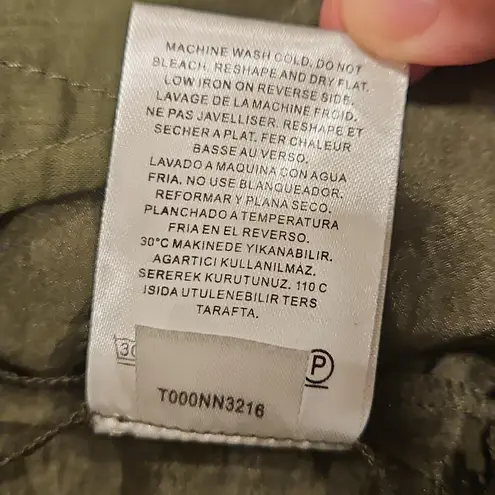 MACHINE WASH COLD, DO NOT
BLEACH. RESHAPE AND DRY FLAT.
LOW IRON ON REVERSE SIDE.
LAVAGE DE LA MACHINE FROID.
NE PAS JAVELLISER. RESHAPE ET
SECHER A PLAT. FER CHALEUR
BASSE AU VERSO.
LAVADO A MAQUINA CON AGUA
FRIA. NO USE BLANQUEADOR.
REFORMAR Y PLANA SECO.
PLANCHADO A TEMPERATURA
FRIA EN EL REVERSO.
30°C MAKINEDE YIKANABILIR.
AGARTICI KULLANILMAZ.
SEREREK KURUTUNUZ. 110 C
ISIDA UTULENEBILIR TERS
TARAFTA.
30 P
T000NN3216